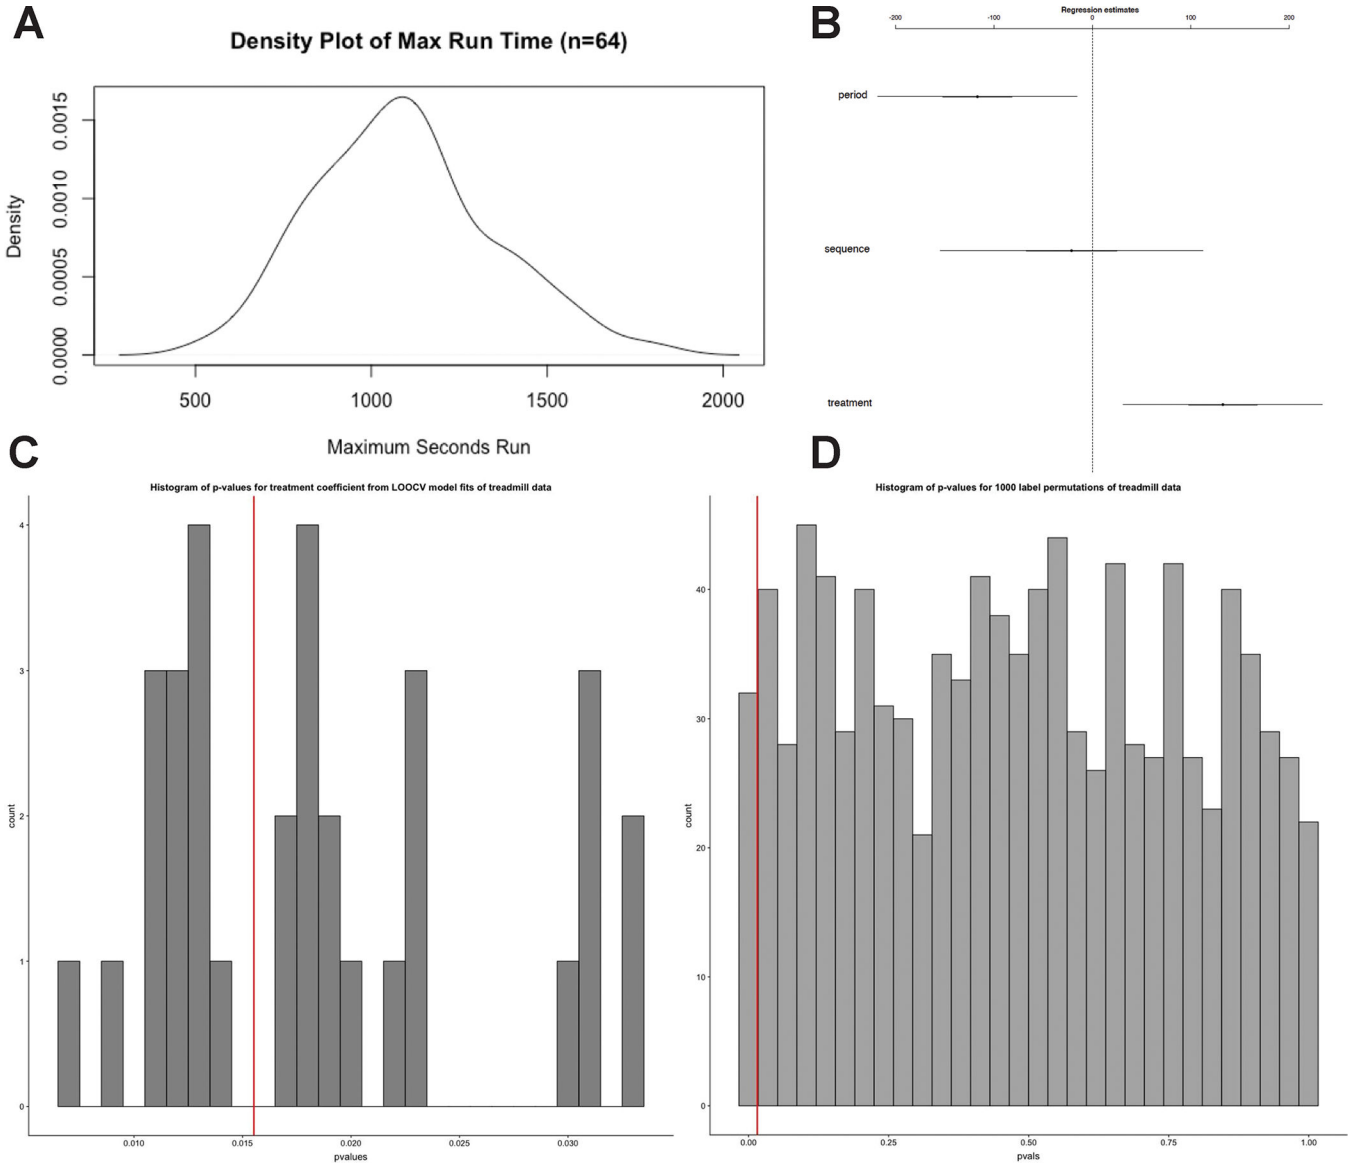 A
Density Plot of Max Run Time (n=64)
Density
0.0000
0.0005
0.0010
0.0015
500
1000
1500
2000
Maximum Seconds Run
B
Regression estimates
-200
-100
0
100
200
period
sequence
treatment
C
Histogram of p-values for treatment coefficient from LOOCV model fits of treadmill data
count
4
3
2
1
0
0.010
0.015
0.020
0.025
0.030
pvalues
D
Histogram of p-values for 1000 label permutations of treadmill data
count
40
30
20
10
0
0.00
0.25
0.50
0.75
1.00
pvals